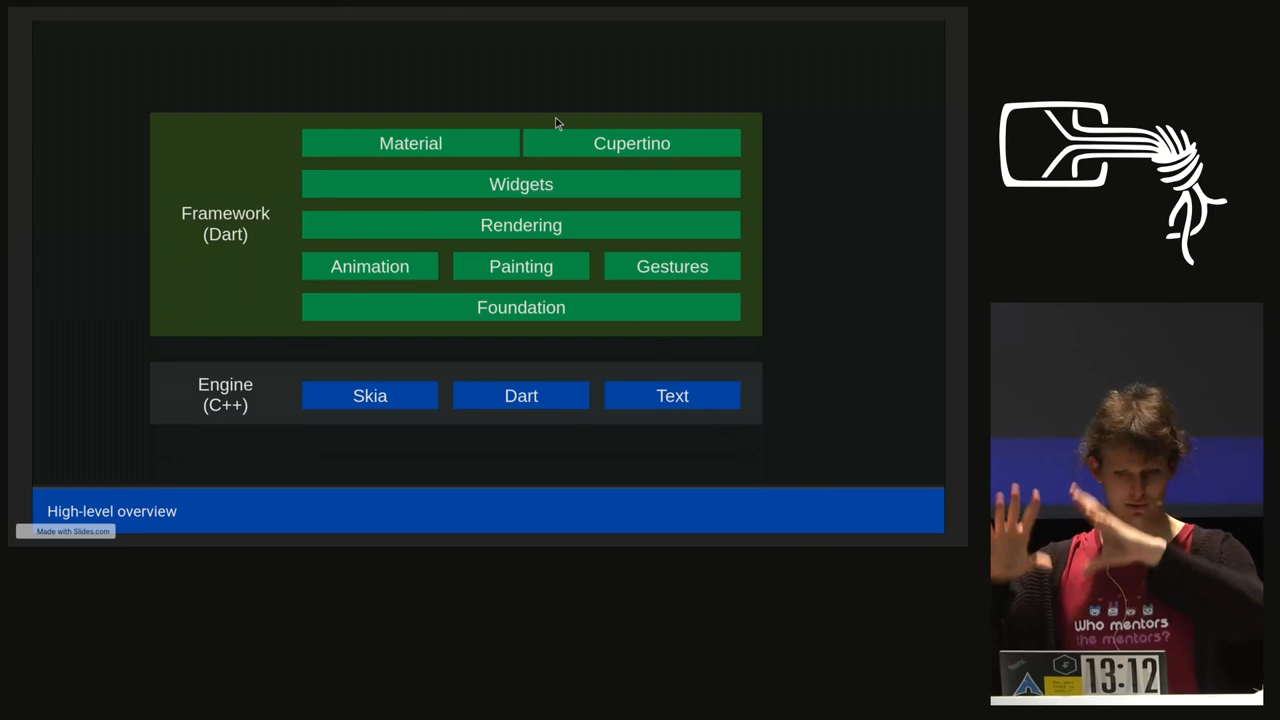 Material
Cupertino
Widgets
Framework
(Dart)
Rendering
Animation
Painting
Gestures
Foundation
Engine
(C++)
Skia
Dart
Text
High-level overview
Made with Slides.com
Who mentors
the mentors?
13:12